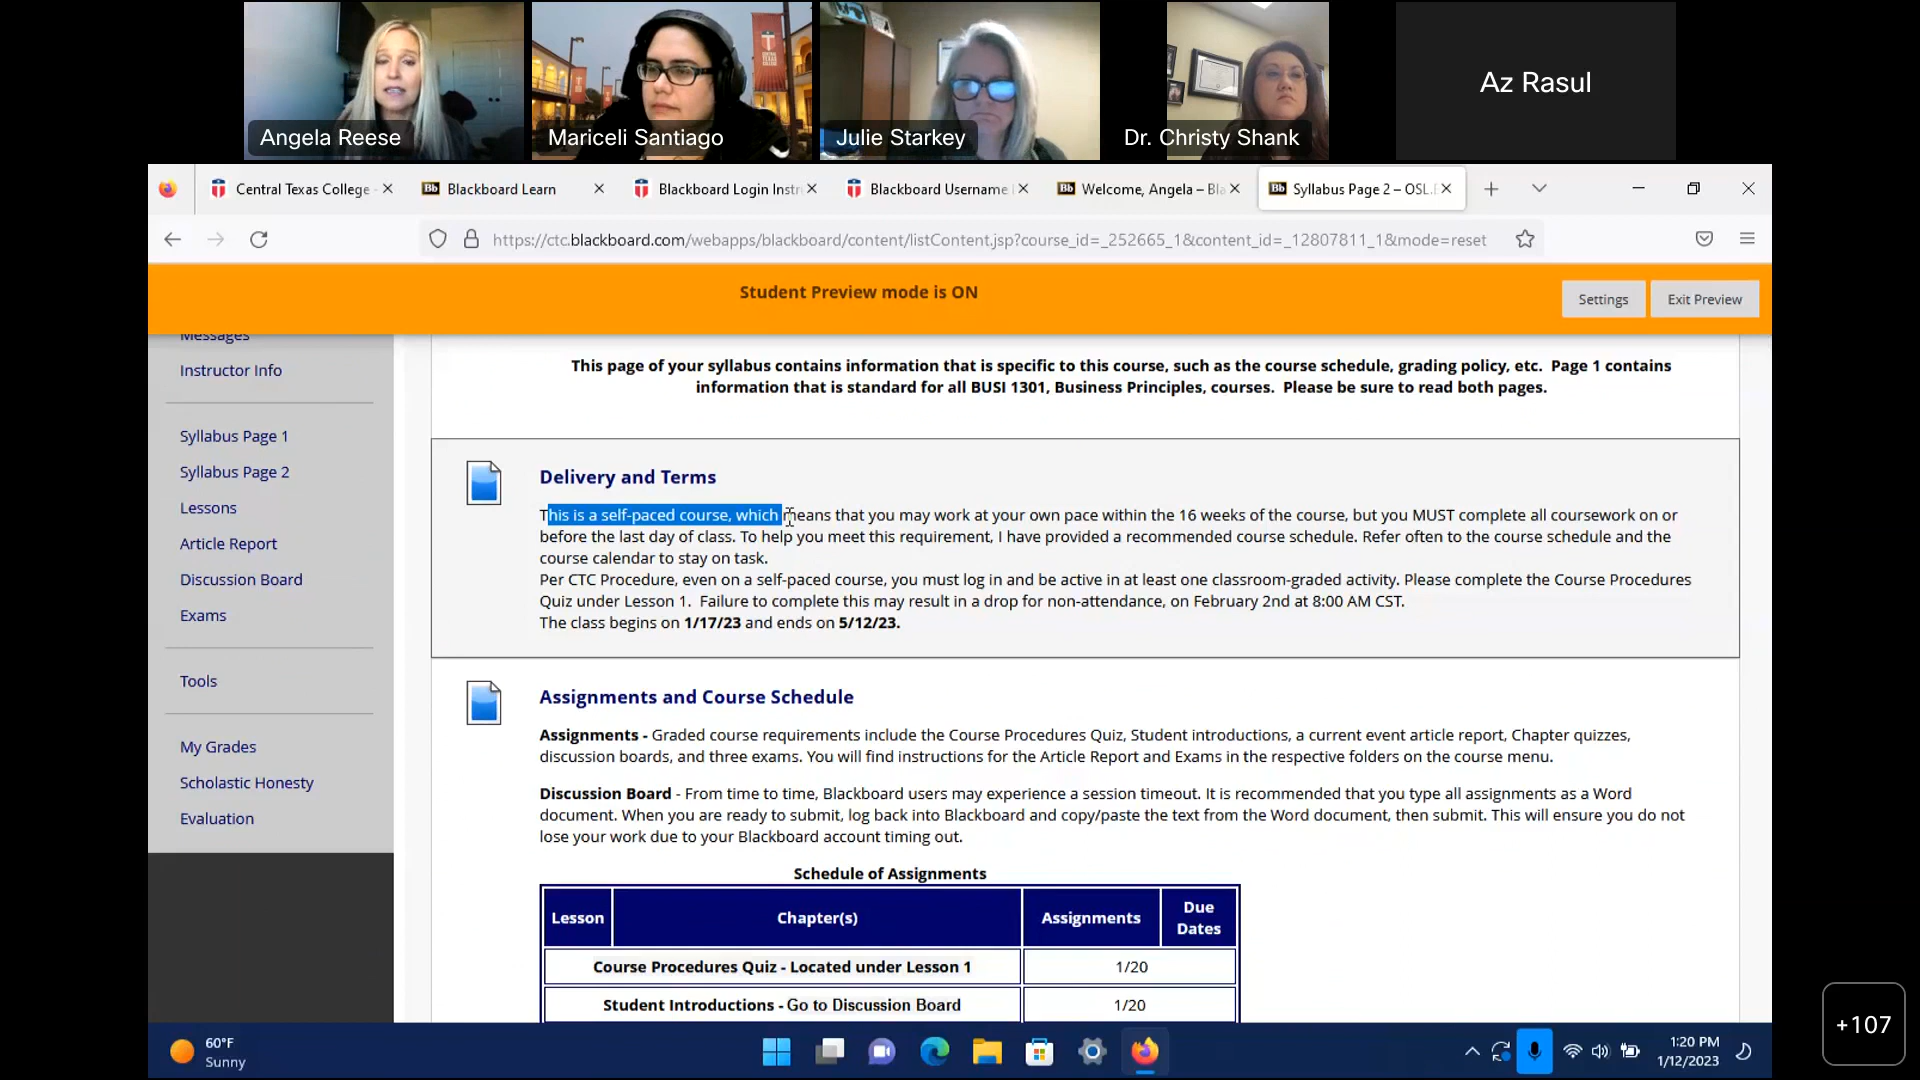 Angela Reese
Mariceli Santiago
Julie Starkey
Dr. Christy Shank
Az Rasul
Central Texas College
Blackboard Learn
Blackboard Login Instr
Blackboard Username
Welcome, Angela – Bla
Syllabus Page 2 – OSL.
https://ctc.blackboard.com/webapps/blackboard/content/listContent.jsp?course_id=_252665_1&content_id=_12807811_1&mode=reset
Student Preview mode is ON
Settings
Exit Preview
Messages
Instructor Info
Syllabus Page 1
Syllabus Page 2
Lessons
Article Report
Discussion Board
Exams
Tools
My Grades
Scholastic Honesty
Evaluation
This page of your syllabus contains information that is specific to this course, such as the course schedule, grading policy, etc.  Page 1 contains
information that is standard for all BUSI 1301, Business Principles, courses.  Please be sure to read both pages.
Delivery and Terms
This is a self-paced course, which means that you may work at your own pace within the 16 weeks of the course, but you MUST complete all coursework on or
before the last day of class. To help you meet this requirement, I have provided a recommended course schedule. Refer often to the course schedule and the
course calendar to stay on task.
Per CTC Procedure, even on a self-paced course, you must log in and be active in at least one classroom-graded activity. Please complete the Course Procedures
Quiz under Lesson 1.  Failure to complete this may result in a drop for non-attendance, on February 2nd at 8:00 AM CST.
The class begins on 1/17/23 and ends on 5/12/23.
Assignments and Course Schedule
Assignments - Graded course requirements include the Course Procedures Quiz, Student introductions, a current event article report, Chapter quizzes,
discussion boards, and three exams. You will find instructions for the Article Report and Exams in the respective folders on the course menu.
Discussion Board - From time to time, Blackboard users may experience a session timeout. It is recommended that you type all assignments as a Word
document. When you are ready to submit, log back into Blackboard and copy/paste the text from the Word document, then submit. This will ensure you do not
lose your work due to your Blackboard account timing out.
Schedule of Assignments
Lesson Chapter(s) Assignments Due Dates
Course Procedures Quiz - Located under Lesson 1 1/20
Student Introductions - Go to Discussion Board 1/20
60°F
Sunny
1:20 PM
1/12/2023
+107